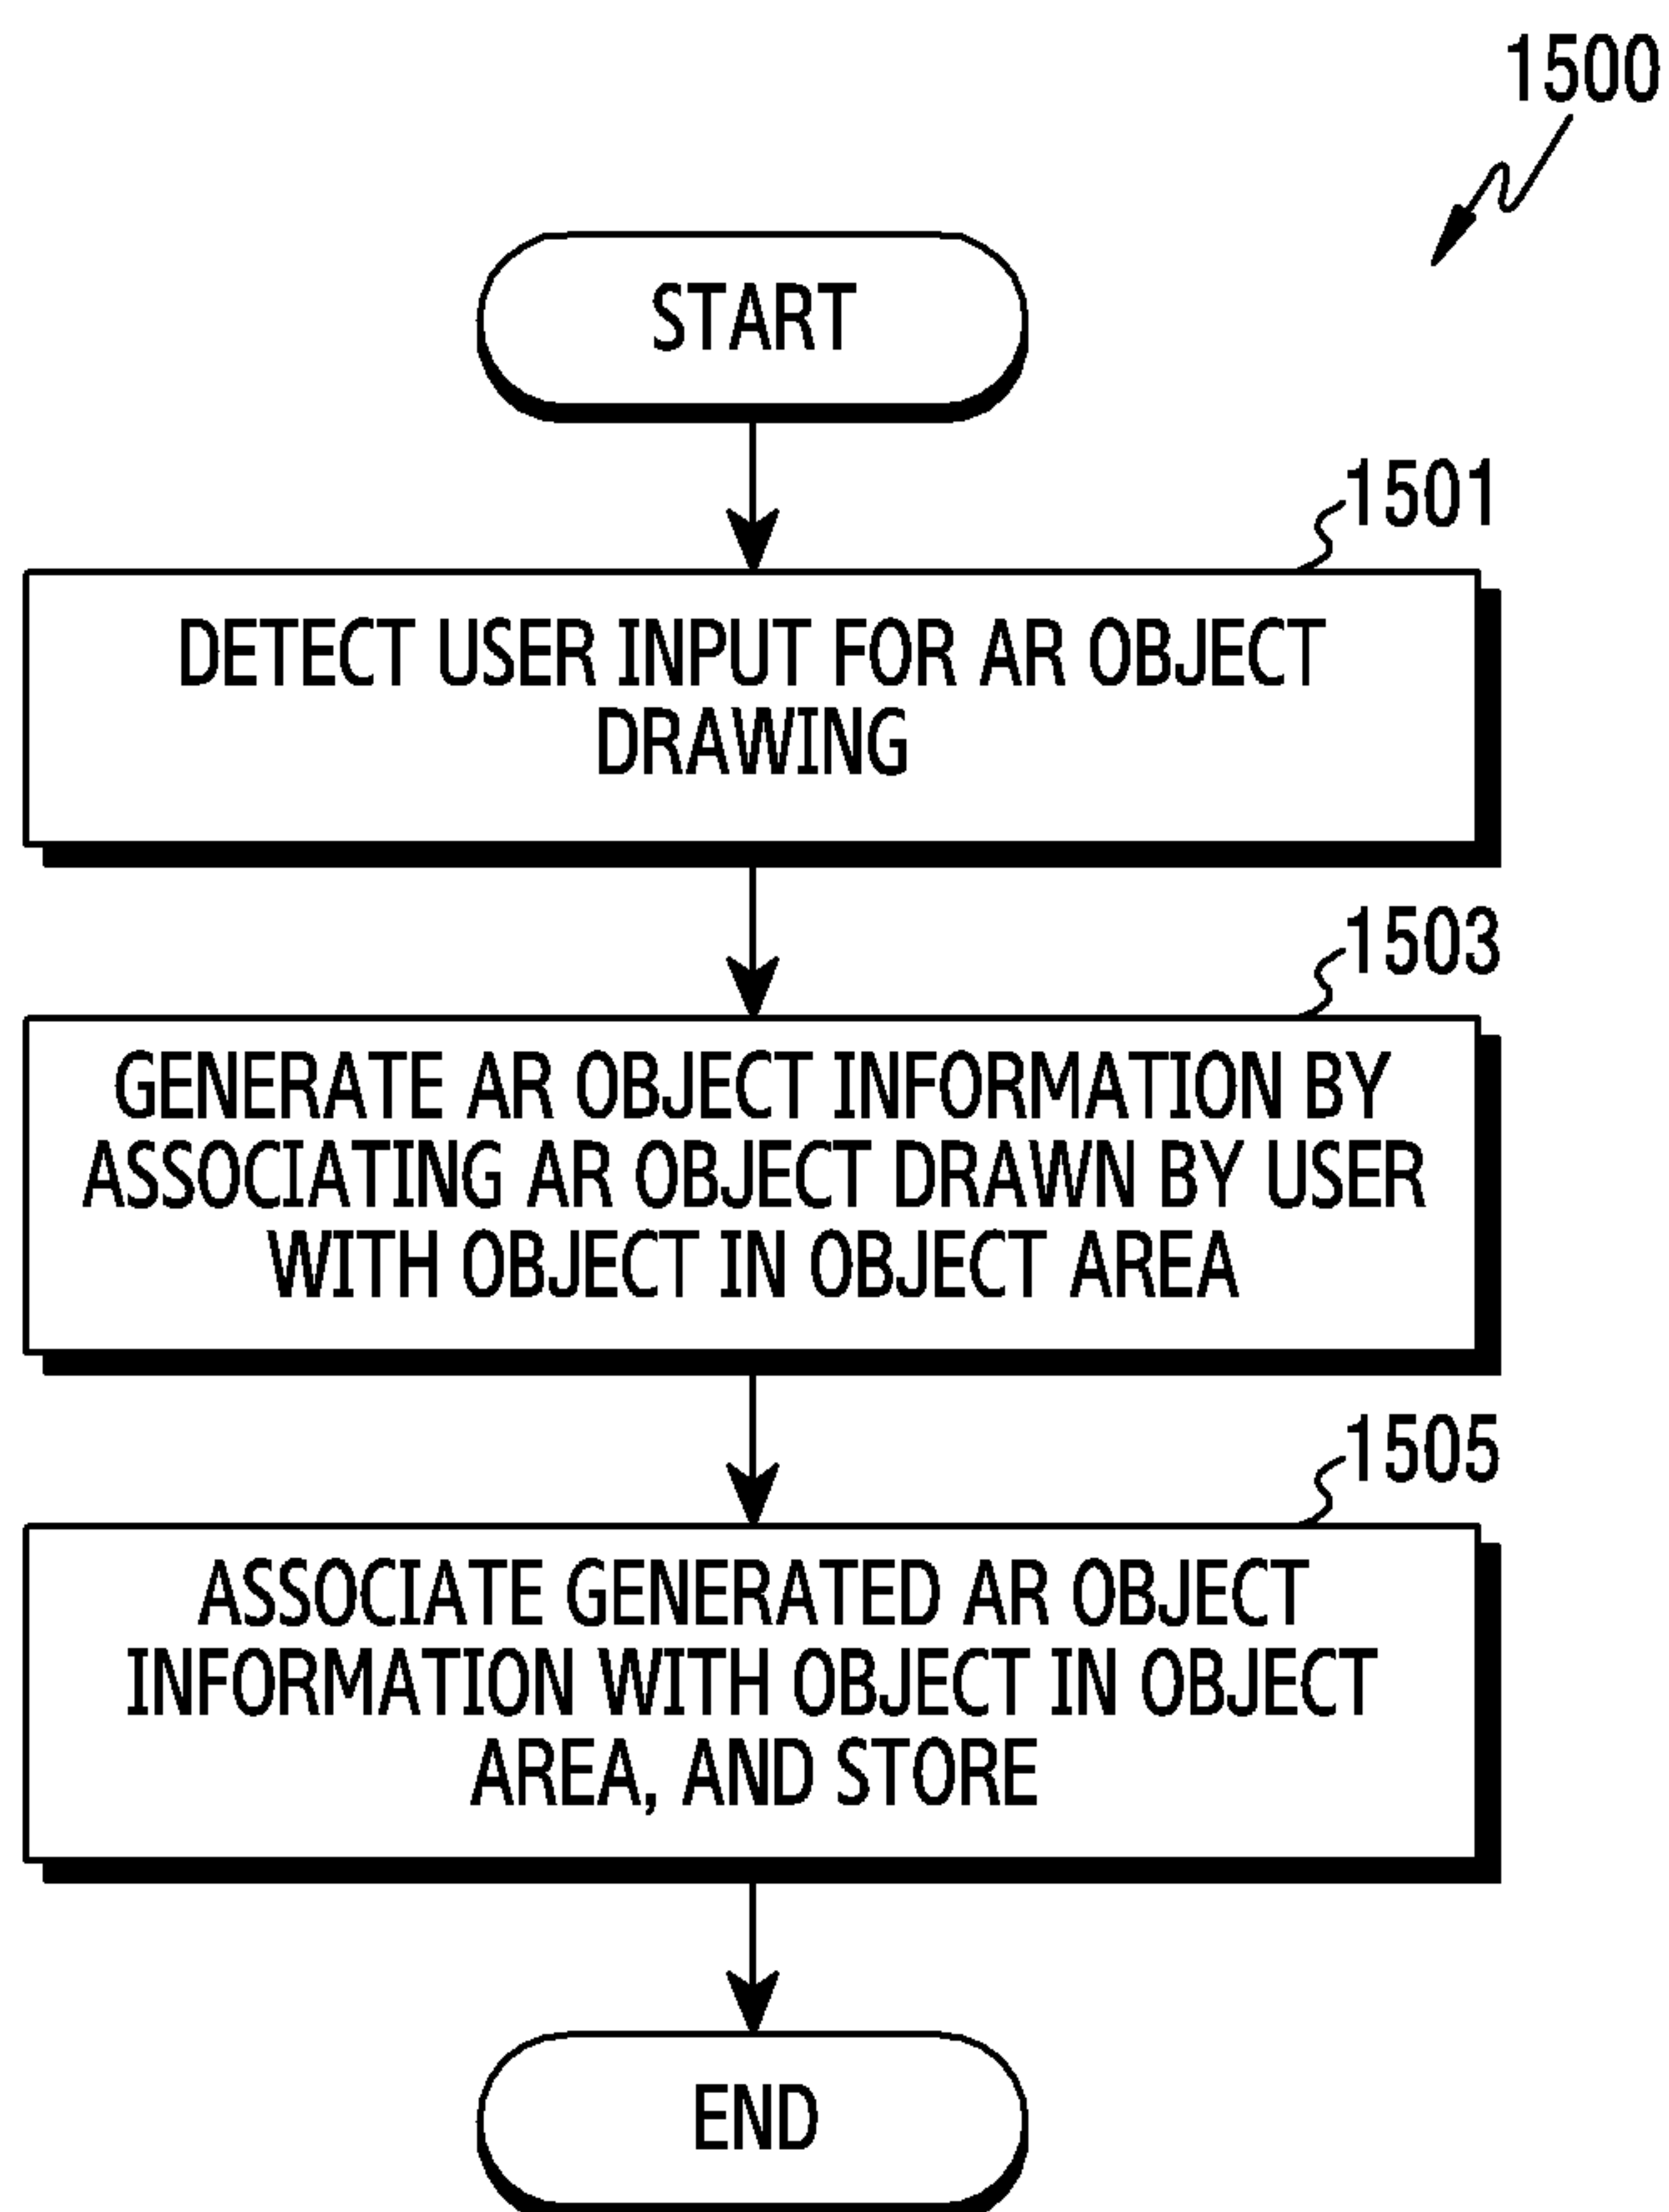 1500
START
1501
DETECT USER INPUT FOR AR OBJECT
DRAWING
1503
GENERATE AR OBJECT INFORMATION BY
ASSOCIATING AR OBJECT DRAWN BY USER
WITH OBJECT IN OBJECT AREA
1505
ASSOCIATE GENERATED AR OBJECT
INFORMATION WITH OBJECT IN OBJECT
AREA, AND STORE
END